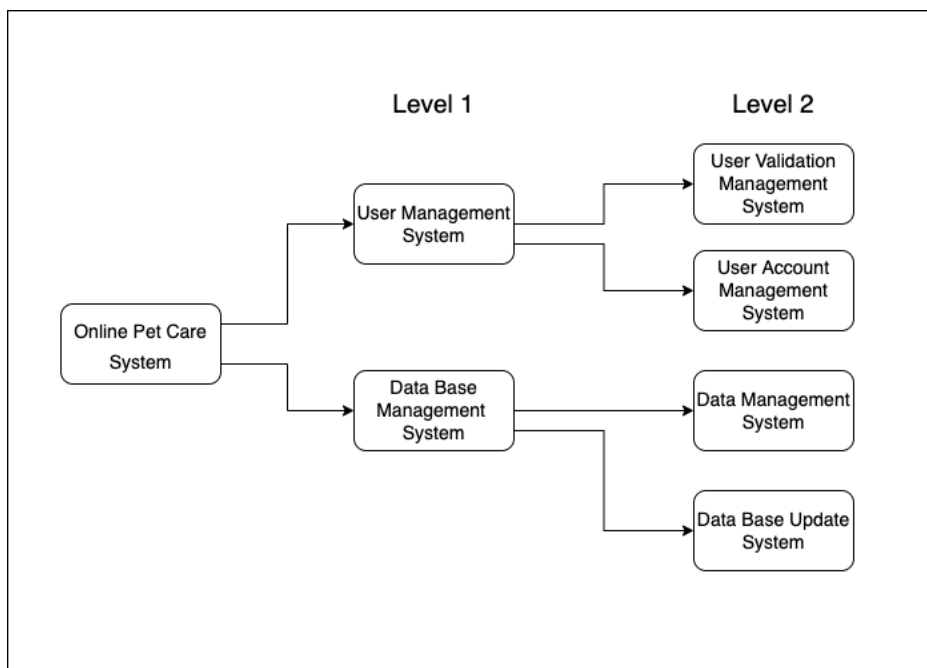 Level 1
Level 2
User Validation
Management
System
User Management
System
User Account
Management
System
Online Pet Care
System
Data Base
Management
System
Data Management
System
Data Base Update
System